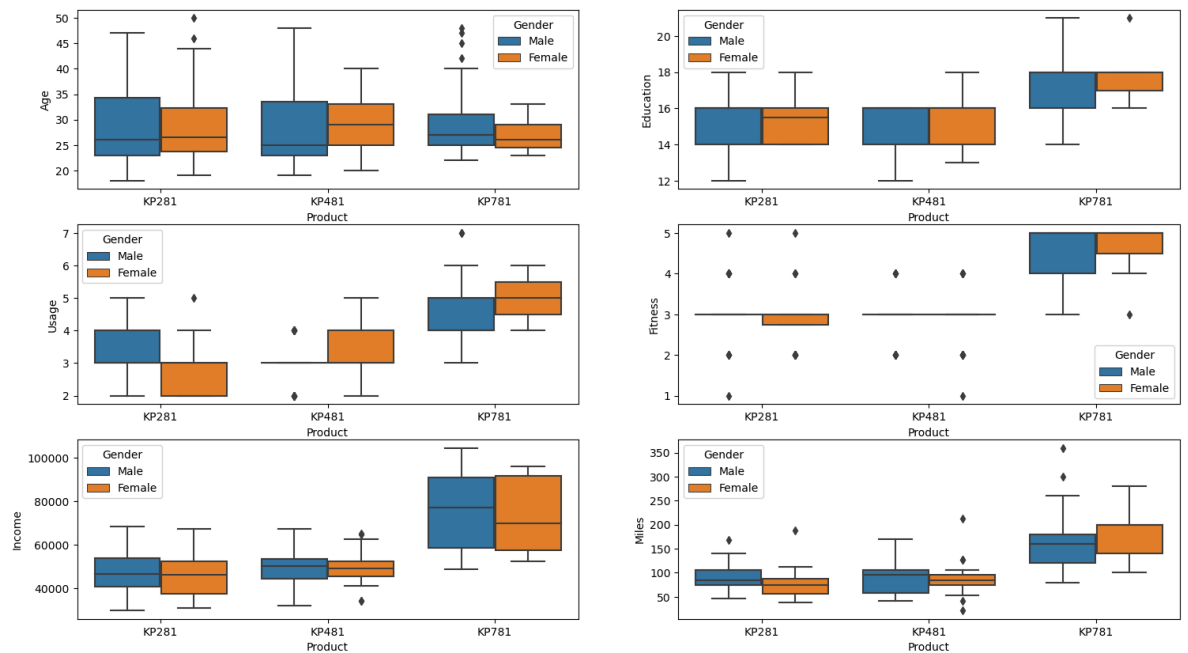 Age
50
45
40
35
30
25
20
Gender
Male
Female
KP281 KP481 KP781
Product
Education
20
18
16
14
12
Gender
Male
Female
KP281 KP481 KP781
Product
Usage
7
6
5
4
3
2
Gender
Male
Female
KP281 KP481 KP781
Product
Fitness
5
4
3
2
1
Gender
Male
Female
KP281 KP481 KP781
Product
Income
100000
80000
60000
40000
Gender
Male
Female
KP281 KP481 KP781
Product
Miles
350
300
250
200
150
100
50
Gender
Male
Female
KP281 KP481 KP781
Product